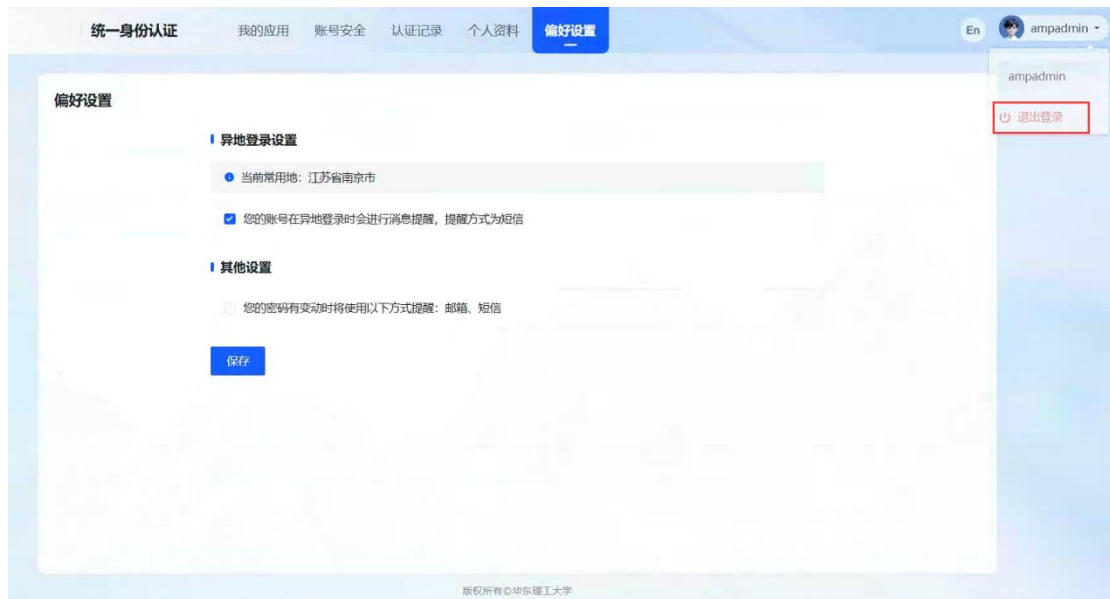 统一身份认证 我的应用 账号安全 认证记录 个人资料 偏好设置 En ampadmin
ampadmin
退出登录
偏好设置
异地登录设置
当前常用地：江苏省南京市
您的账号在异地登录时会进行消息提醒，提醒方式为短信
其他设置
您的密码有变动时将使用以下方式提醒：邮箱、短信
保存
版权所有©华东理工大学